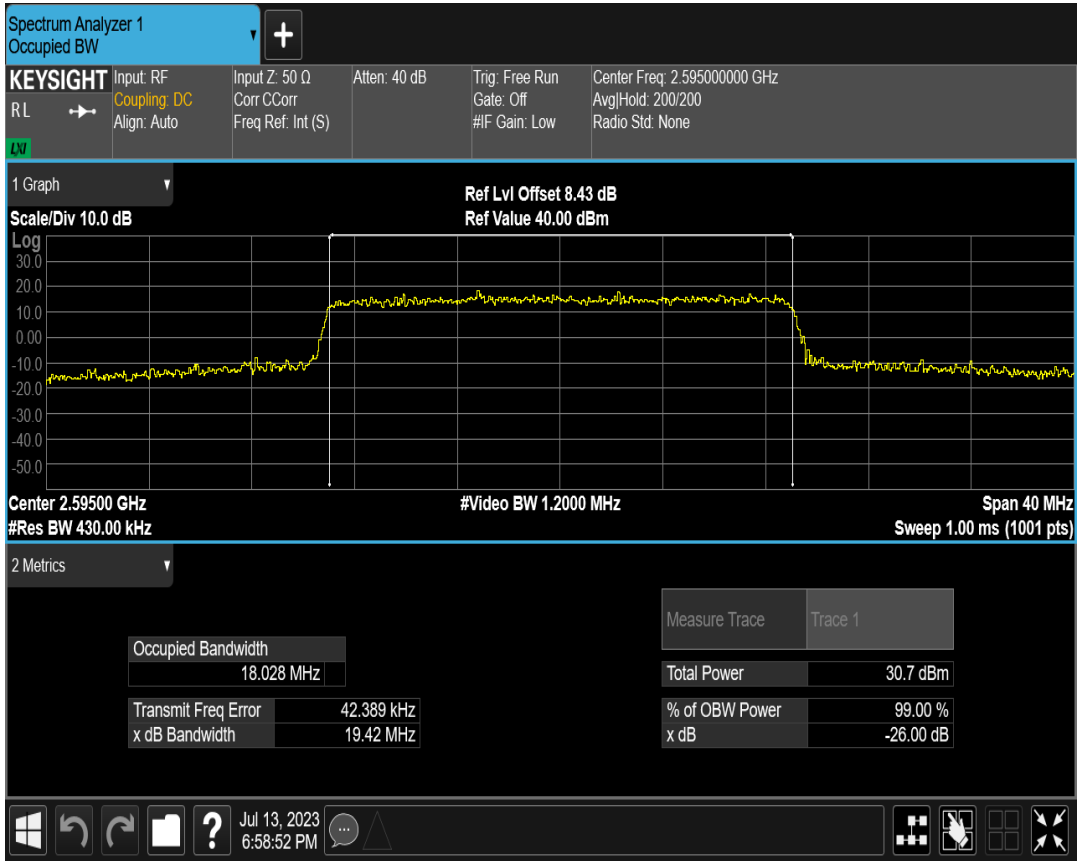 Spectrum Analyzer 1
Occupied BW
KEYSIGHT
R L
LXI
Input: RF
Coupling: DC
Align: Auto
Input Z: 50 Ω
Corr CCorr
Freq Ref: Int (S)
Atten: 40 dB
Trig: Free Run
Gate: Off
#IF Gain: Low
Center Freq: 2.595000000 GHz
Avg|Hold: 200/200
Radio Std: None
1 Graph
Scale/Div 10.0 dB
Ref Lvl Offset 8.43 dB
Ref Value 40.00 dBm
Log
30.0
20.0
10.0
0.00
-10.0
-20.0
-30.0
-40.0
-50.0
Center 2.59500 GHz
#Video BW 1.2000 MHz
Span 40 MHz
#Res BW 430.00 kHz
Sweep 1.00 ms (1001 pts)
2 Metrics
Measure Trace Trace 1
Occupied Bandwidth
18.028 MHz
Total Power 30.7 dBm
Transmit Freq Error 42.389 kHz
% of OBW Power 99.00 %
x dB Bandwidth 19.42 MHz
x dB -26.00 dB
?
Jul 13, 2023
6:58:52 PM